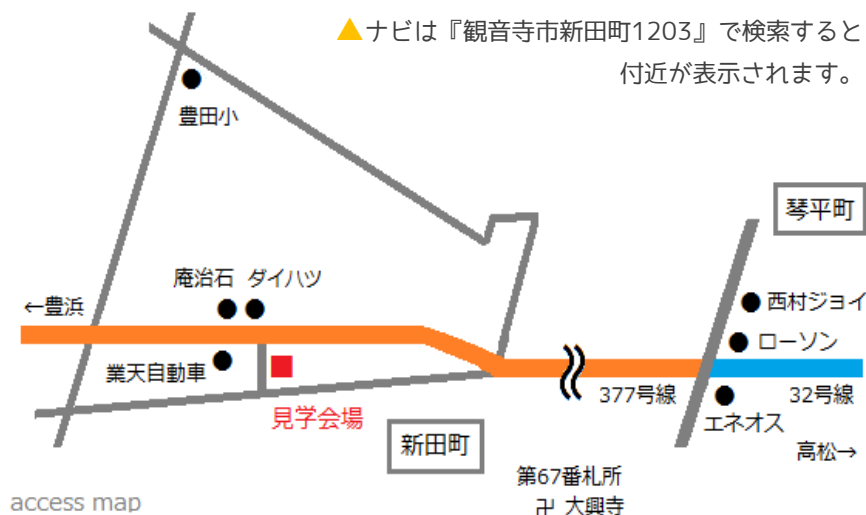 ▲ナビは『観音寺市新田町1203』で検索すると
付近が表示されます。
豊田小
琴平町
庵治石 ダイハツ
←豊浜
西村ジョイ
ローソン
業天自動車
377号線
32号線
エネオス
見学会場
新田町
高松→
第67番札所
卍 大興寺
access map